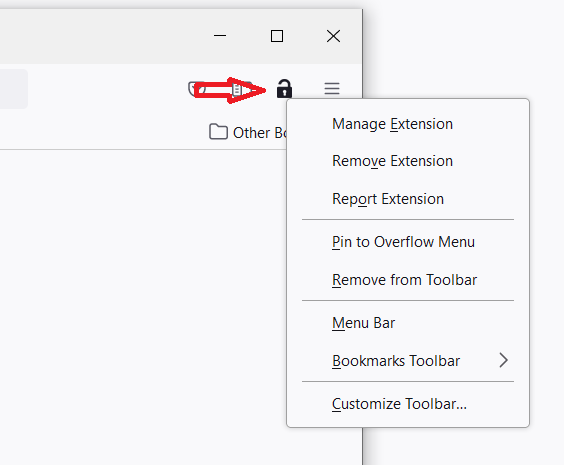 Other Bo
Manage Extension
Remove Extension
Report Extension
Pin to Overflow Menu
Remove from Toolbar
Menu Bar
Bookmarks Toolbar
Customize Toolbar...